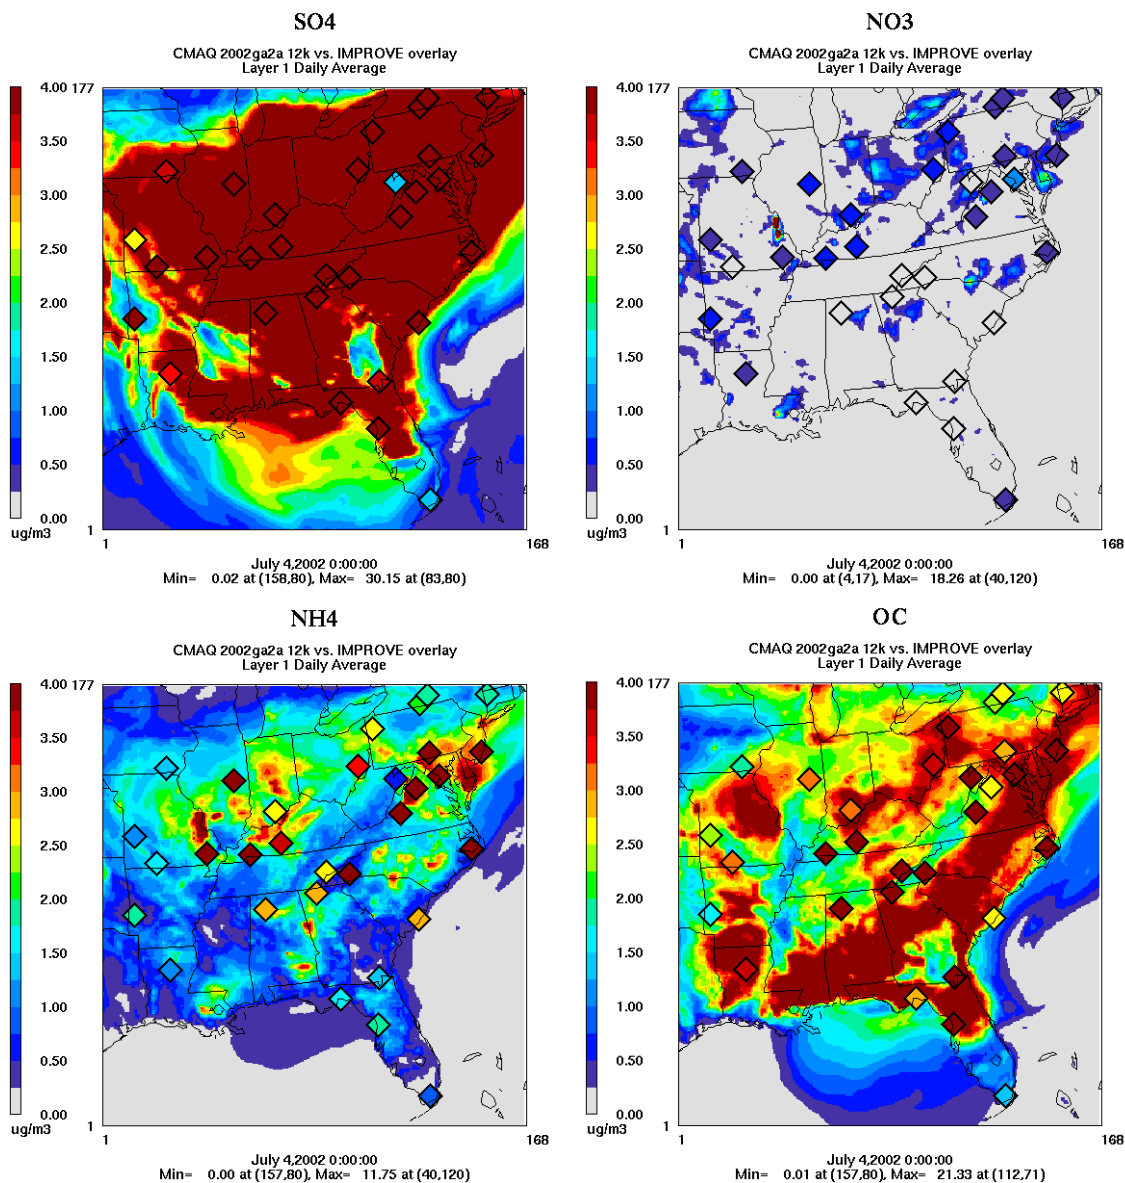 SO4
CMAQ 2002ga2a 12k vs. IMPROVE overlay
Layer 1 Daily Average
4.00
3.50
3.00
2.50
2.00
1.50
1.00
0.50
0.00
ug/m3
177
1
1
168
July 4,2002 0:00:00
Min= 0.02 at (158,80), Max= 30.15 at (83,80)
NO3
CMAQ 2002ga2a 12k vs. IMPROVE overlay
Layer 1 Daily Average
4.00
3.50
3.00
2.50
2.00
1.50
1.00
0.50
0.00
ug/m3
177
1
1
168
July 4,2002 0:00:00
Min= 0.00 at (4,17), Max= 18.26 at (40,120)
NH4
CMAQ 2002ga2a 12k vs. IMPROVE overlay
Layer 1 Daily Average
4.00
3.50
3.00
2.50
2.00
1.50
1.00
0.50
0.00
ug/m3
177
1
1
168
July 4,2002 0:00:00
Min= 0.00 at (157,80), Max= 11.75 at (40,120)
OC
CMAQ 2002ga2a 12k vs. IMPROVE overlay
Layer 1 Daily Average
4.00
3.50
3.00
2.50
2.00
1.50
1.00
0.50
0.00
ug/m3
177
1
1
168
July 4,2002 0:00:00
Min= 0.01 at (157,80), Max= 21.33 at (112,71)